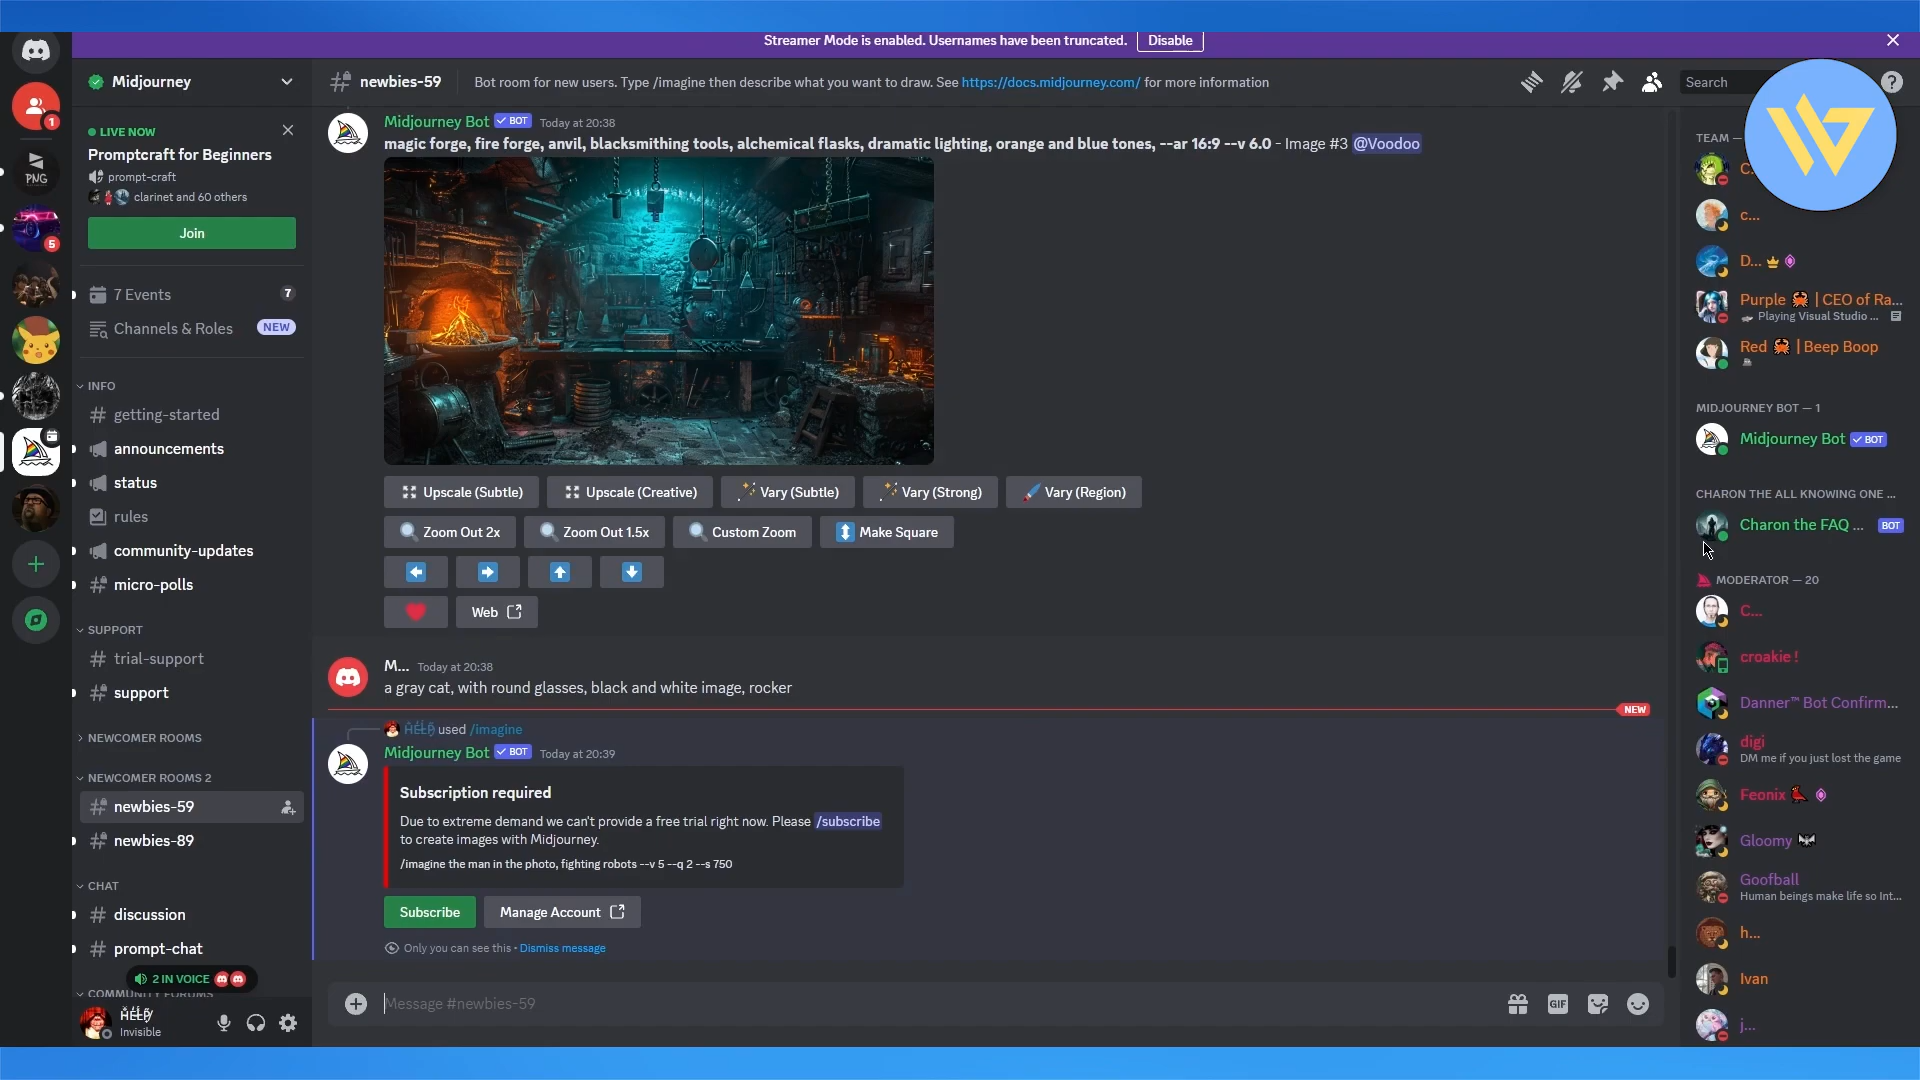 Streamer Mode is enabled. Usernames have been truncated. Disable
Midjourney
newbies-59
Bot room for new users. Type /imagine then describe what you want to draw. See https://docs.midjourney.com/ for more information
Search
LIVE NOW
Promptcraft for Beginners
prompt-craft
clarinet and 60 others
Join
7 Events 7
Channels & Roles NEW
INFO
getting-started
announcements
status
rules
community-updates
micro-polls
SUPPORT
trial-support
support
NEWCOMER ROOMS
NEWCOMER ROOMS 2
newbies-59
newbies-89
CHAT
discussion
prompt-chat
2 IN VOICE
COMMUNITY FORUMS
HELP
Invisible
1
PNG
5
Midjourney Bot BOT Today at 20:38
magic forge, fire forge, anvil, blacksmithing tools, alchemical flasks, dramatic lighting, orange and blue tones, --ar 16:9 --v 6.0 - Image #3 @Voodoo
Upscale (Subtle) Upscale (Creative) Vary (Subtle) Vary (Strong) Vary (Region)
Zoom Out 2x Zoom Out 1.5x Custom Zoom Make Square
Web
M... Today at 20:38
a gray cat, with round glasses, black and white image, rocker
NEW
HELP used /imagine
Midjourney Bot BOT Today at 20:39
Subscription required
Due to extreme demand we can't provide a free trial right now. Please /subscribe
to create images with Midjourney.
/imagine the man in the photo, fighting robots --v 5 --q 2 --s 750
Subscribe Manage Account
Only you can see this • Dismiss message
Message #newbies-59
GIF
TEAM —
C...
c...
D...
Purple | CEO of Ra...
Playing Visual Studio ...
Red | Beep Boop
MIDJOURNEY BOT — 1
Midjourney Bot BOT
CHARON THE ALL KNOWING ONE ...
Charon the FAQ ... BOT
MODERATOR — 20
C...
croakie !
Danner™ Bot Confirm...
digi
DM me if you just lost the game
Feonix
Gloomy
Goofball
Human beings make life so Int...
h...
Ivan
j...